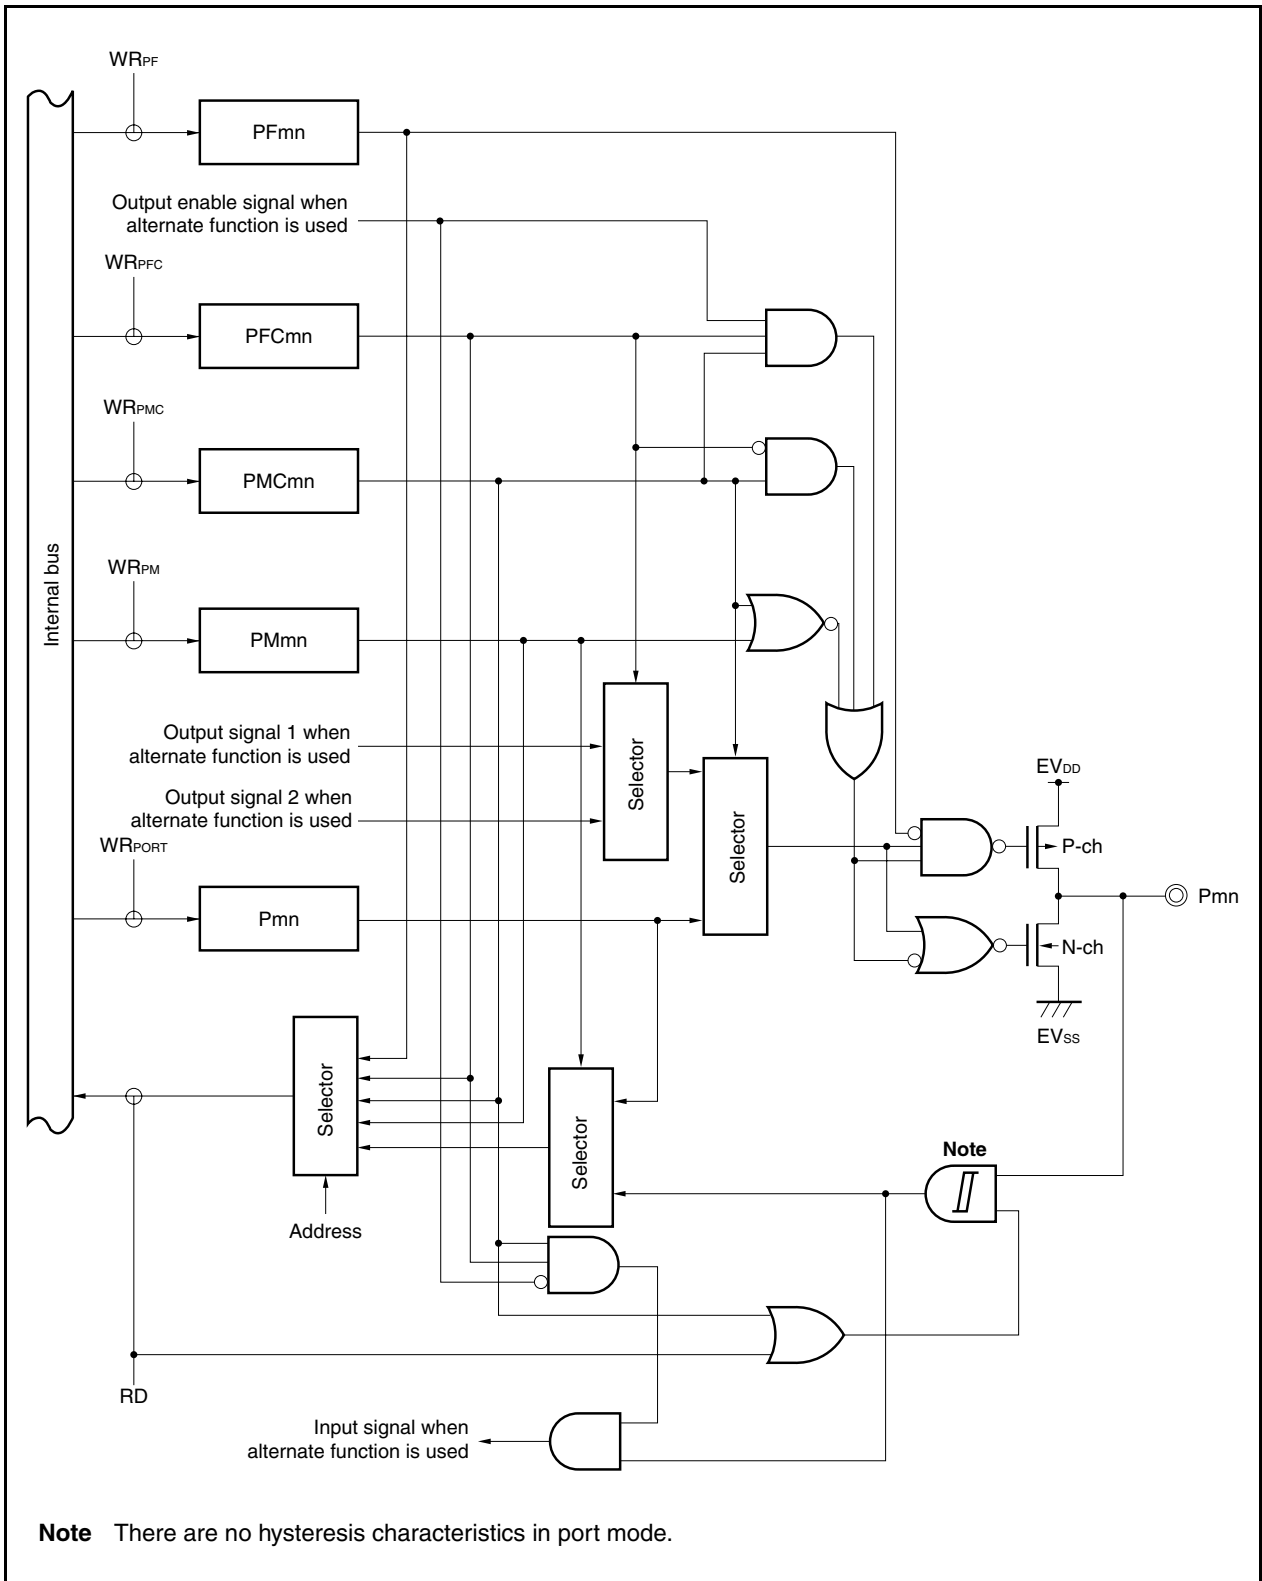 WRPF
PFmn
Output enable signal when
alternate function is used
WRPFC
PFCmn
WRPMC
PMCmn
Internal bus
WRPM
PMmn
Output signal 1 when
alternate function is used
Selector
Output signal 2 when
alternate function is used
Selector
EVDD
P-ch
WRPORT
Pmn
Pmn
N-ch
EVSS
Selector
Selector
Address
Note
RD
Input signal when
alternate function is used
Note There are no hysteresis characteristics in port mode.